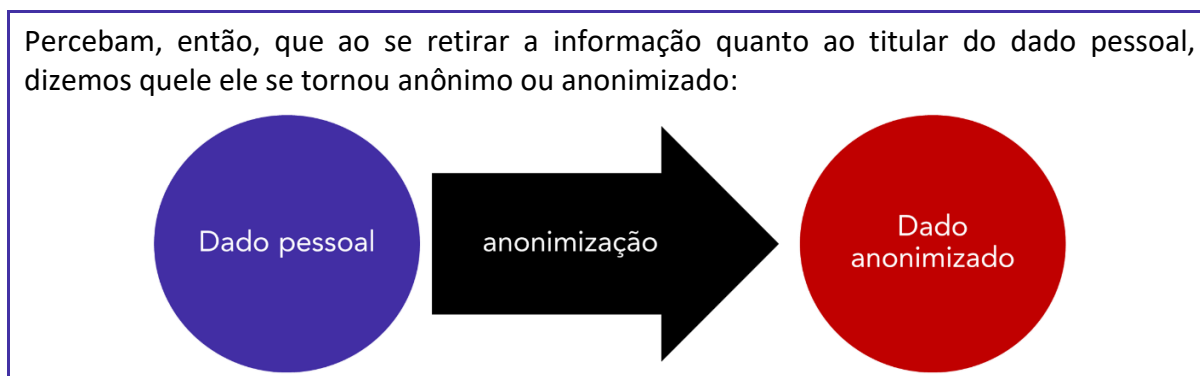 Percebam, então, que ao se retirar a informação quanto ao titular do dado pessoal,
dizemos quele ele se tornou anônimo ou anonimizado:
Dado pessoal
anonimização
Dado
anonimizado